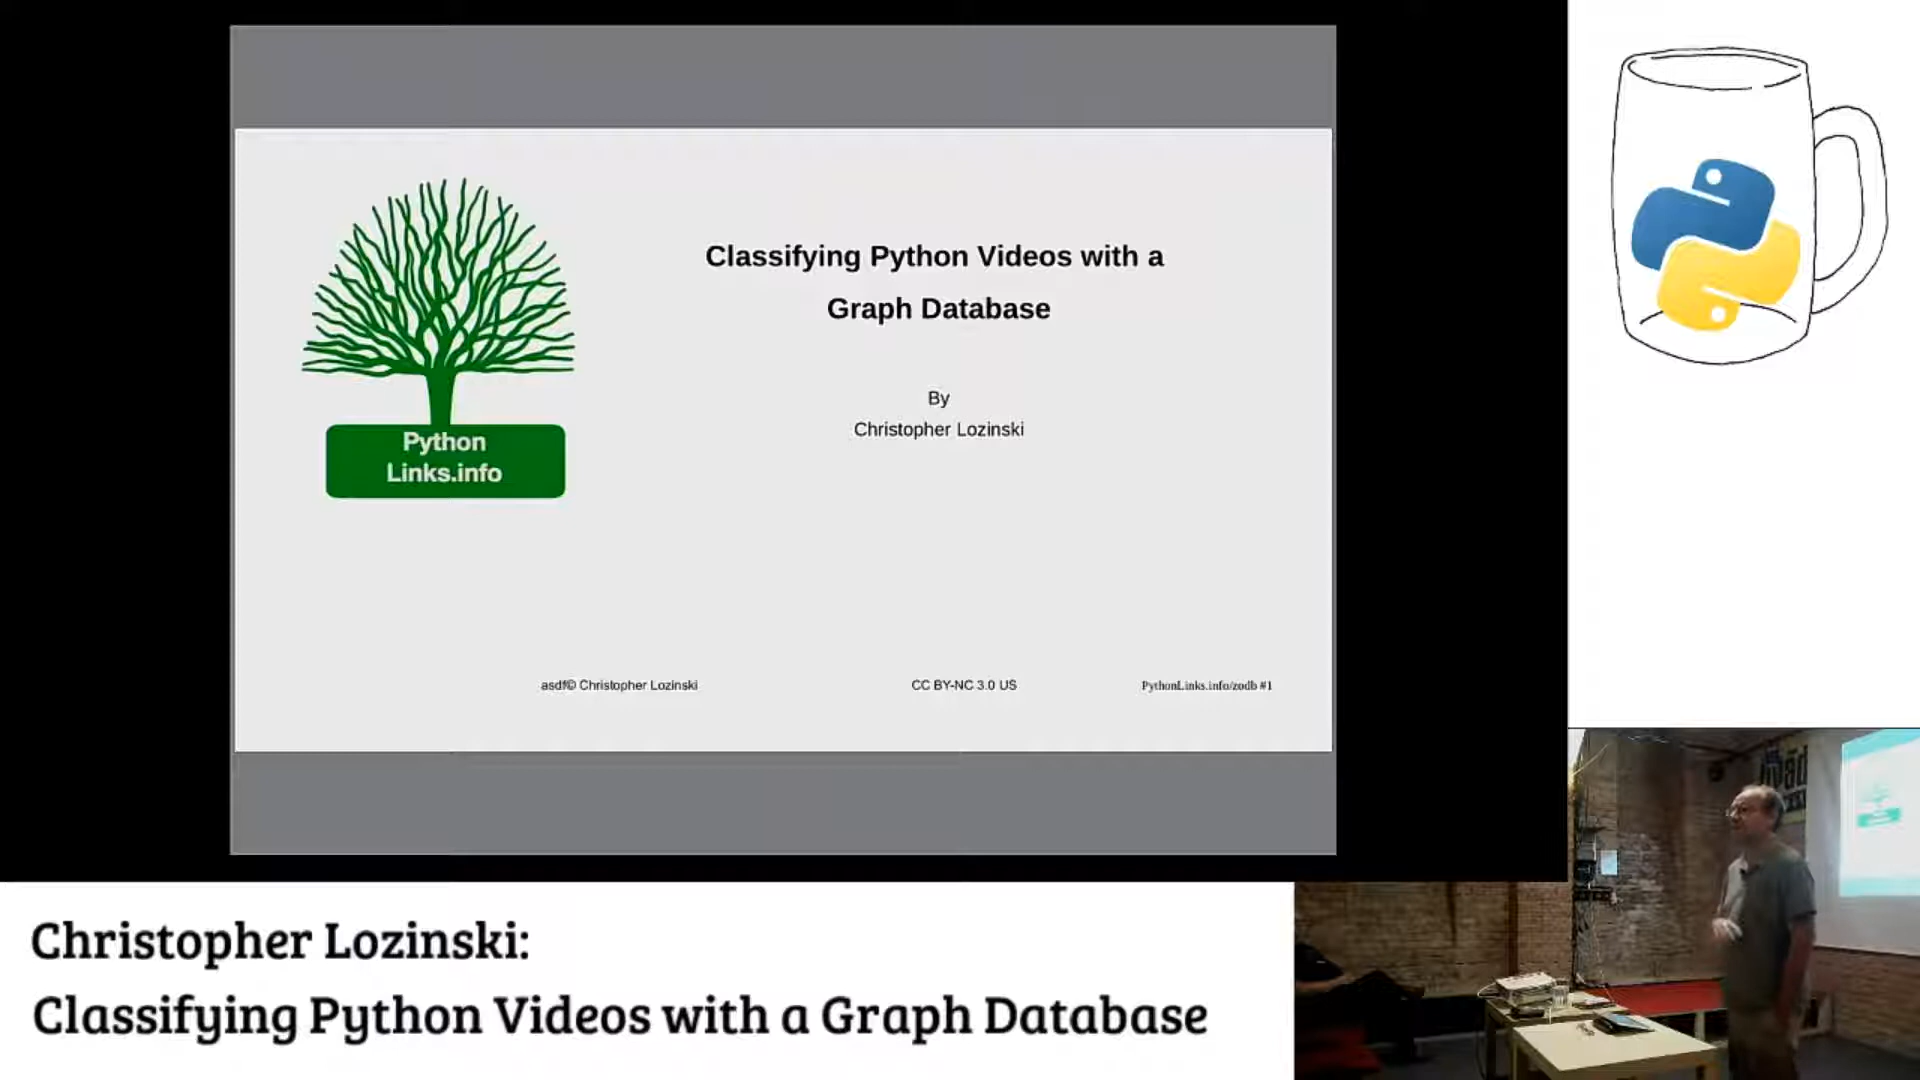 Classifying Python Videos with a
Graph Database
By
Christopher Lozinski
Python
Links.info
asdf© Christopher Lozinski
CC BY-NC 3.0 US
PythonLinks.info/zodb #1
Christopher Lozinski:
Classifying Python Videos with a Graph Database